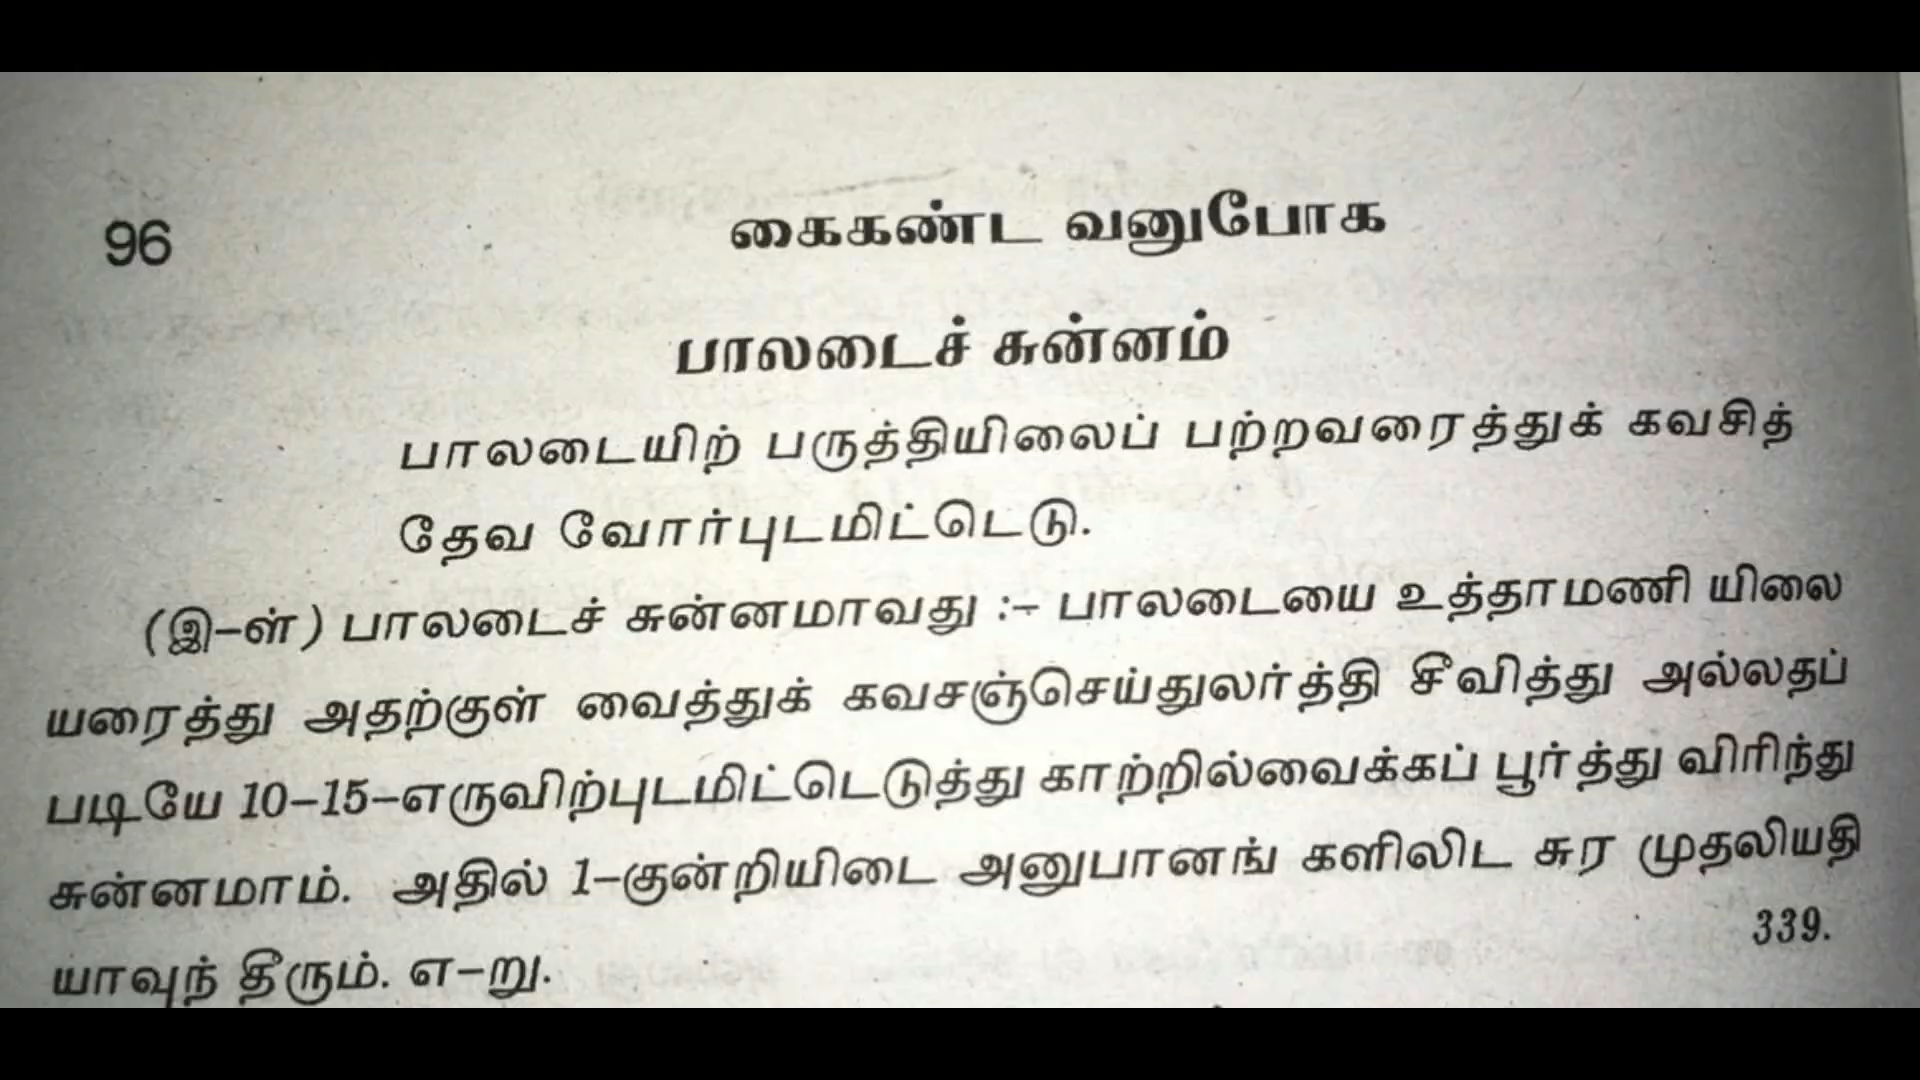 96
கைகண்ட வனுபோக
பாலடைச் சுன்னம்
பாலடையிற் பருத்தியிலைப் பற்றவரைத்துக் கவசித்
தேவ வோர்புடமிட்டெடு.
(இ-ள்) பாலடைச் சுன்னமாவது :- பாலடையை உத்தாமணி யிலை
யரைத்து அதற்குள் வைத்துக் கவசஞ்செய்துலர்த்தி சீவித்து அல்லதப்
படியே 10-15-எருவிற்புடமிட்டெடுத்து காற்றில்வைக்கப் பூர்த்து விரிந்து
சுன்னமாம். அதில் 1-குன்றியிடை அனுபானங் களிலிட சுர முதலியதி
யாவுந் தீரும். எ-று.
339.